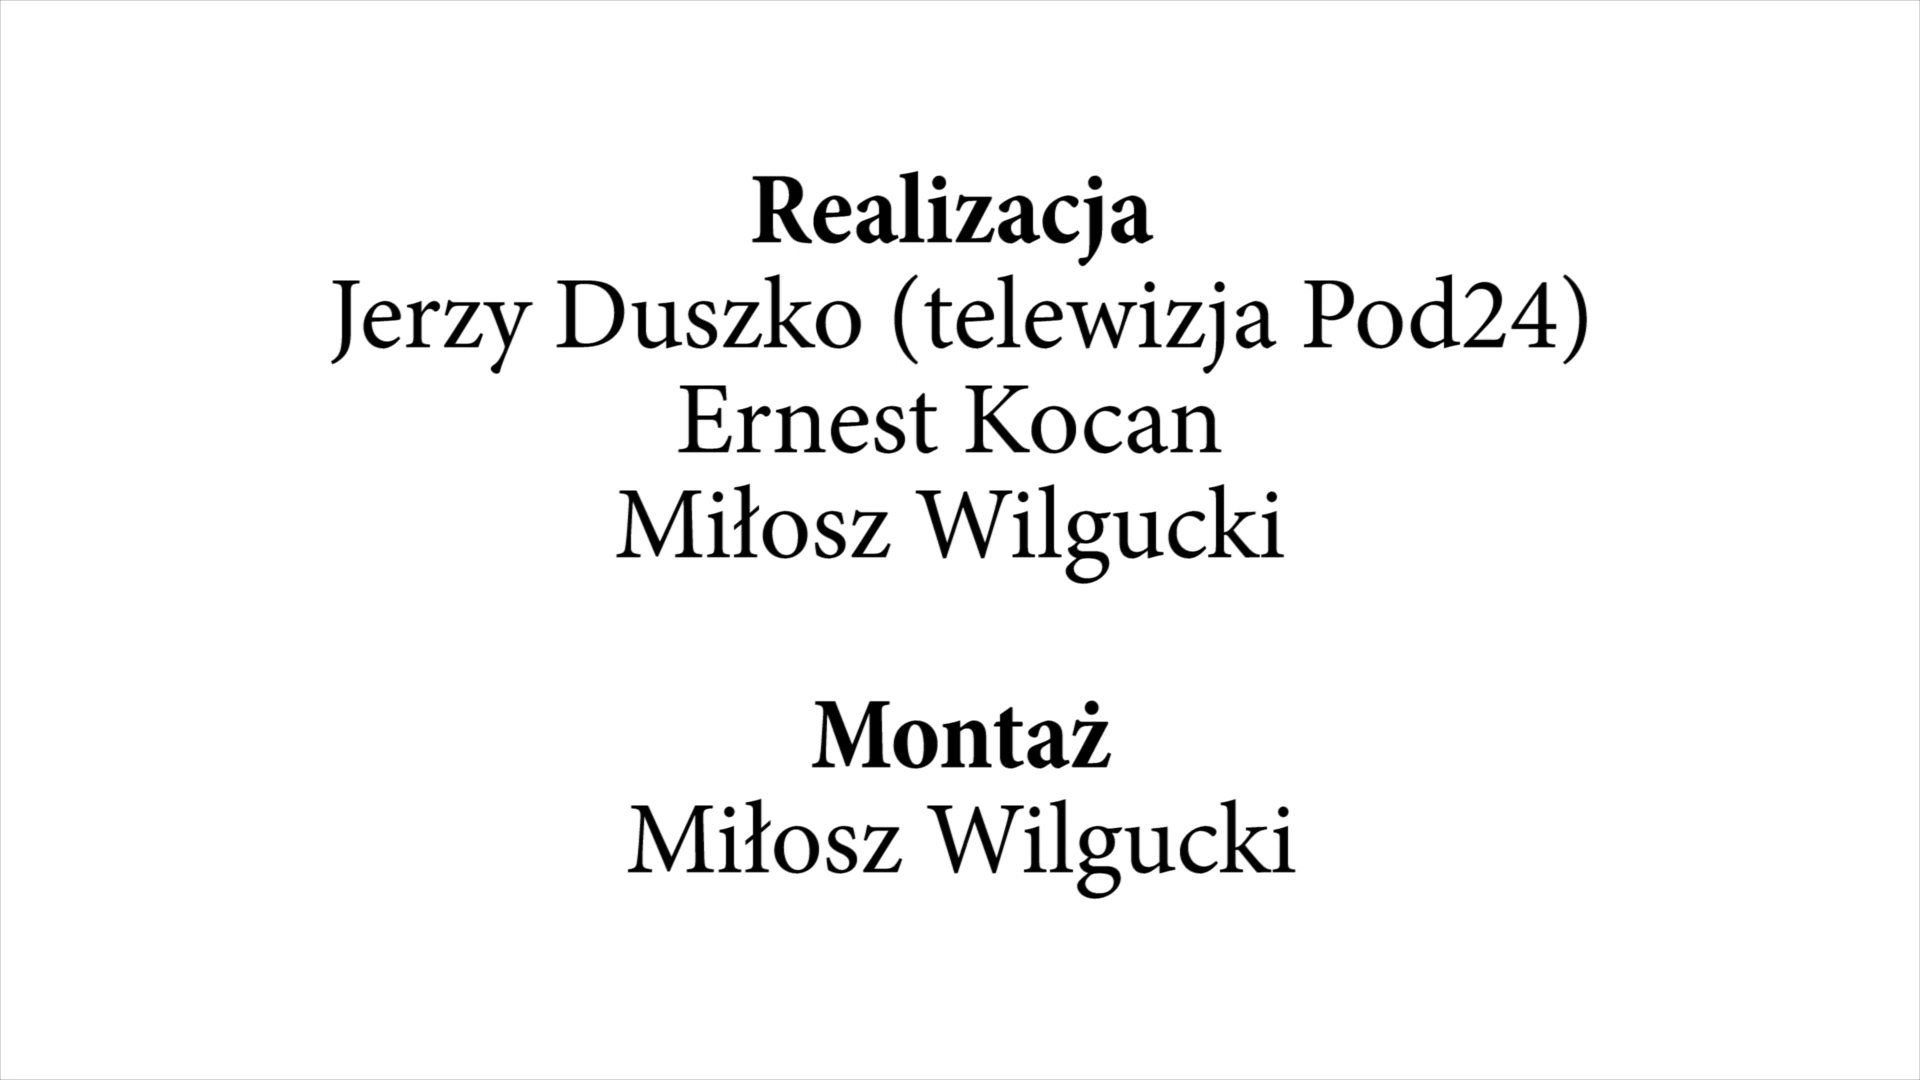 Realizacja
Jerzy Duszko (telewizja Pod24)
Ernest Kocan
Miłosz Wilgucki
Montaż
Miłosz Wilgucki